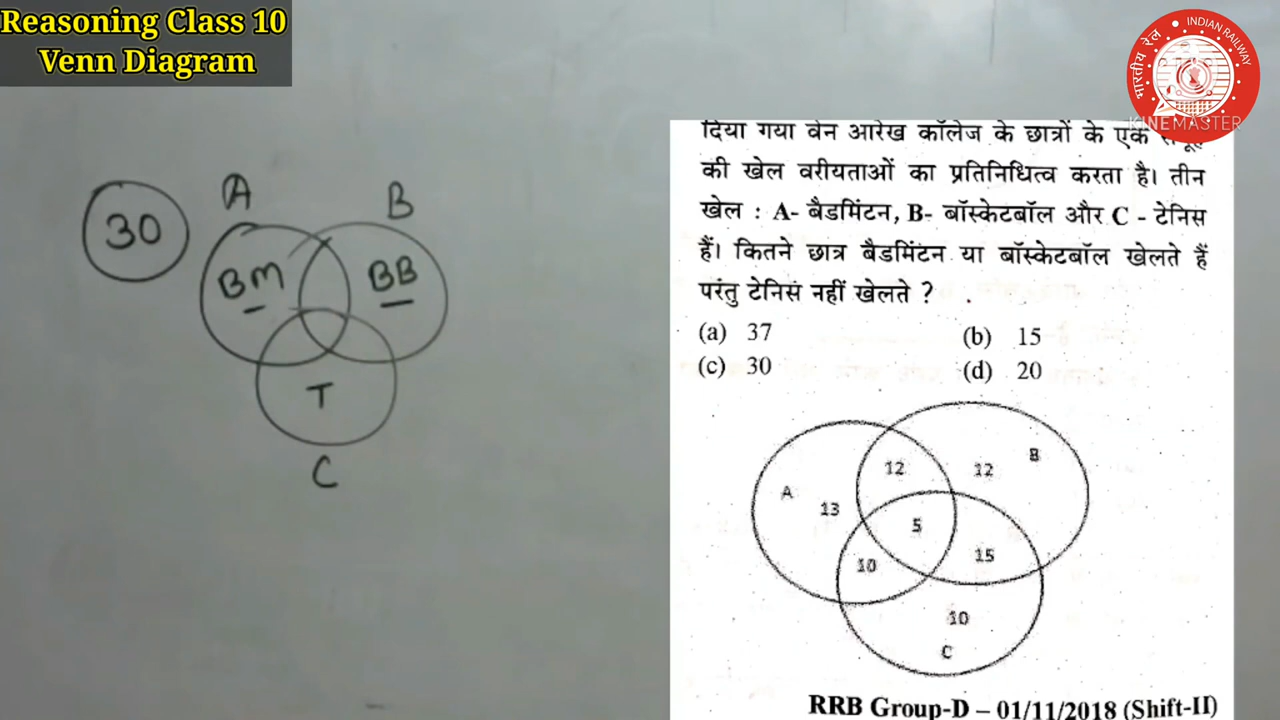 Reasoning Class 10
Venn Diagram
INDIAN RAILWAY
भारतीय रेल
KINEMASTER
30
A
B
BM
BB
T
C
दिया गया वेन आरेख कॉलेज के छात्रों के एक
की खेल वरीयताओं का प्रतिनिधित्व करता है। तीन
खेल : A- बैडमिंटन, B- बॉस्केटबॉल और C - टेनिस
हैं। कितने छात्र बैडमिंटन या बॉस्केटबॉल खेलते हैं
परंतु टेनिस नहीं खेलते ?
(a) 37 (b) 15
(c) 30 (d) 20
12 12 B
A 13
5
10 15
10
C
RRB Group-D – 01/11/2018 (Shift-II)